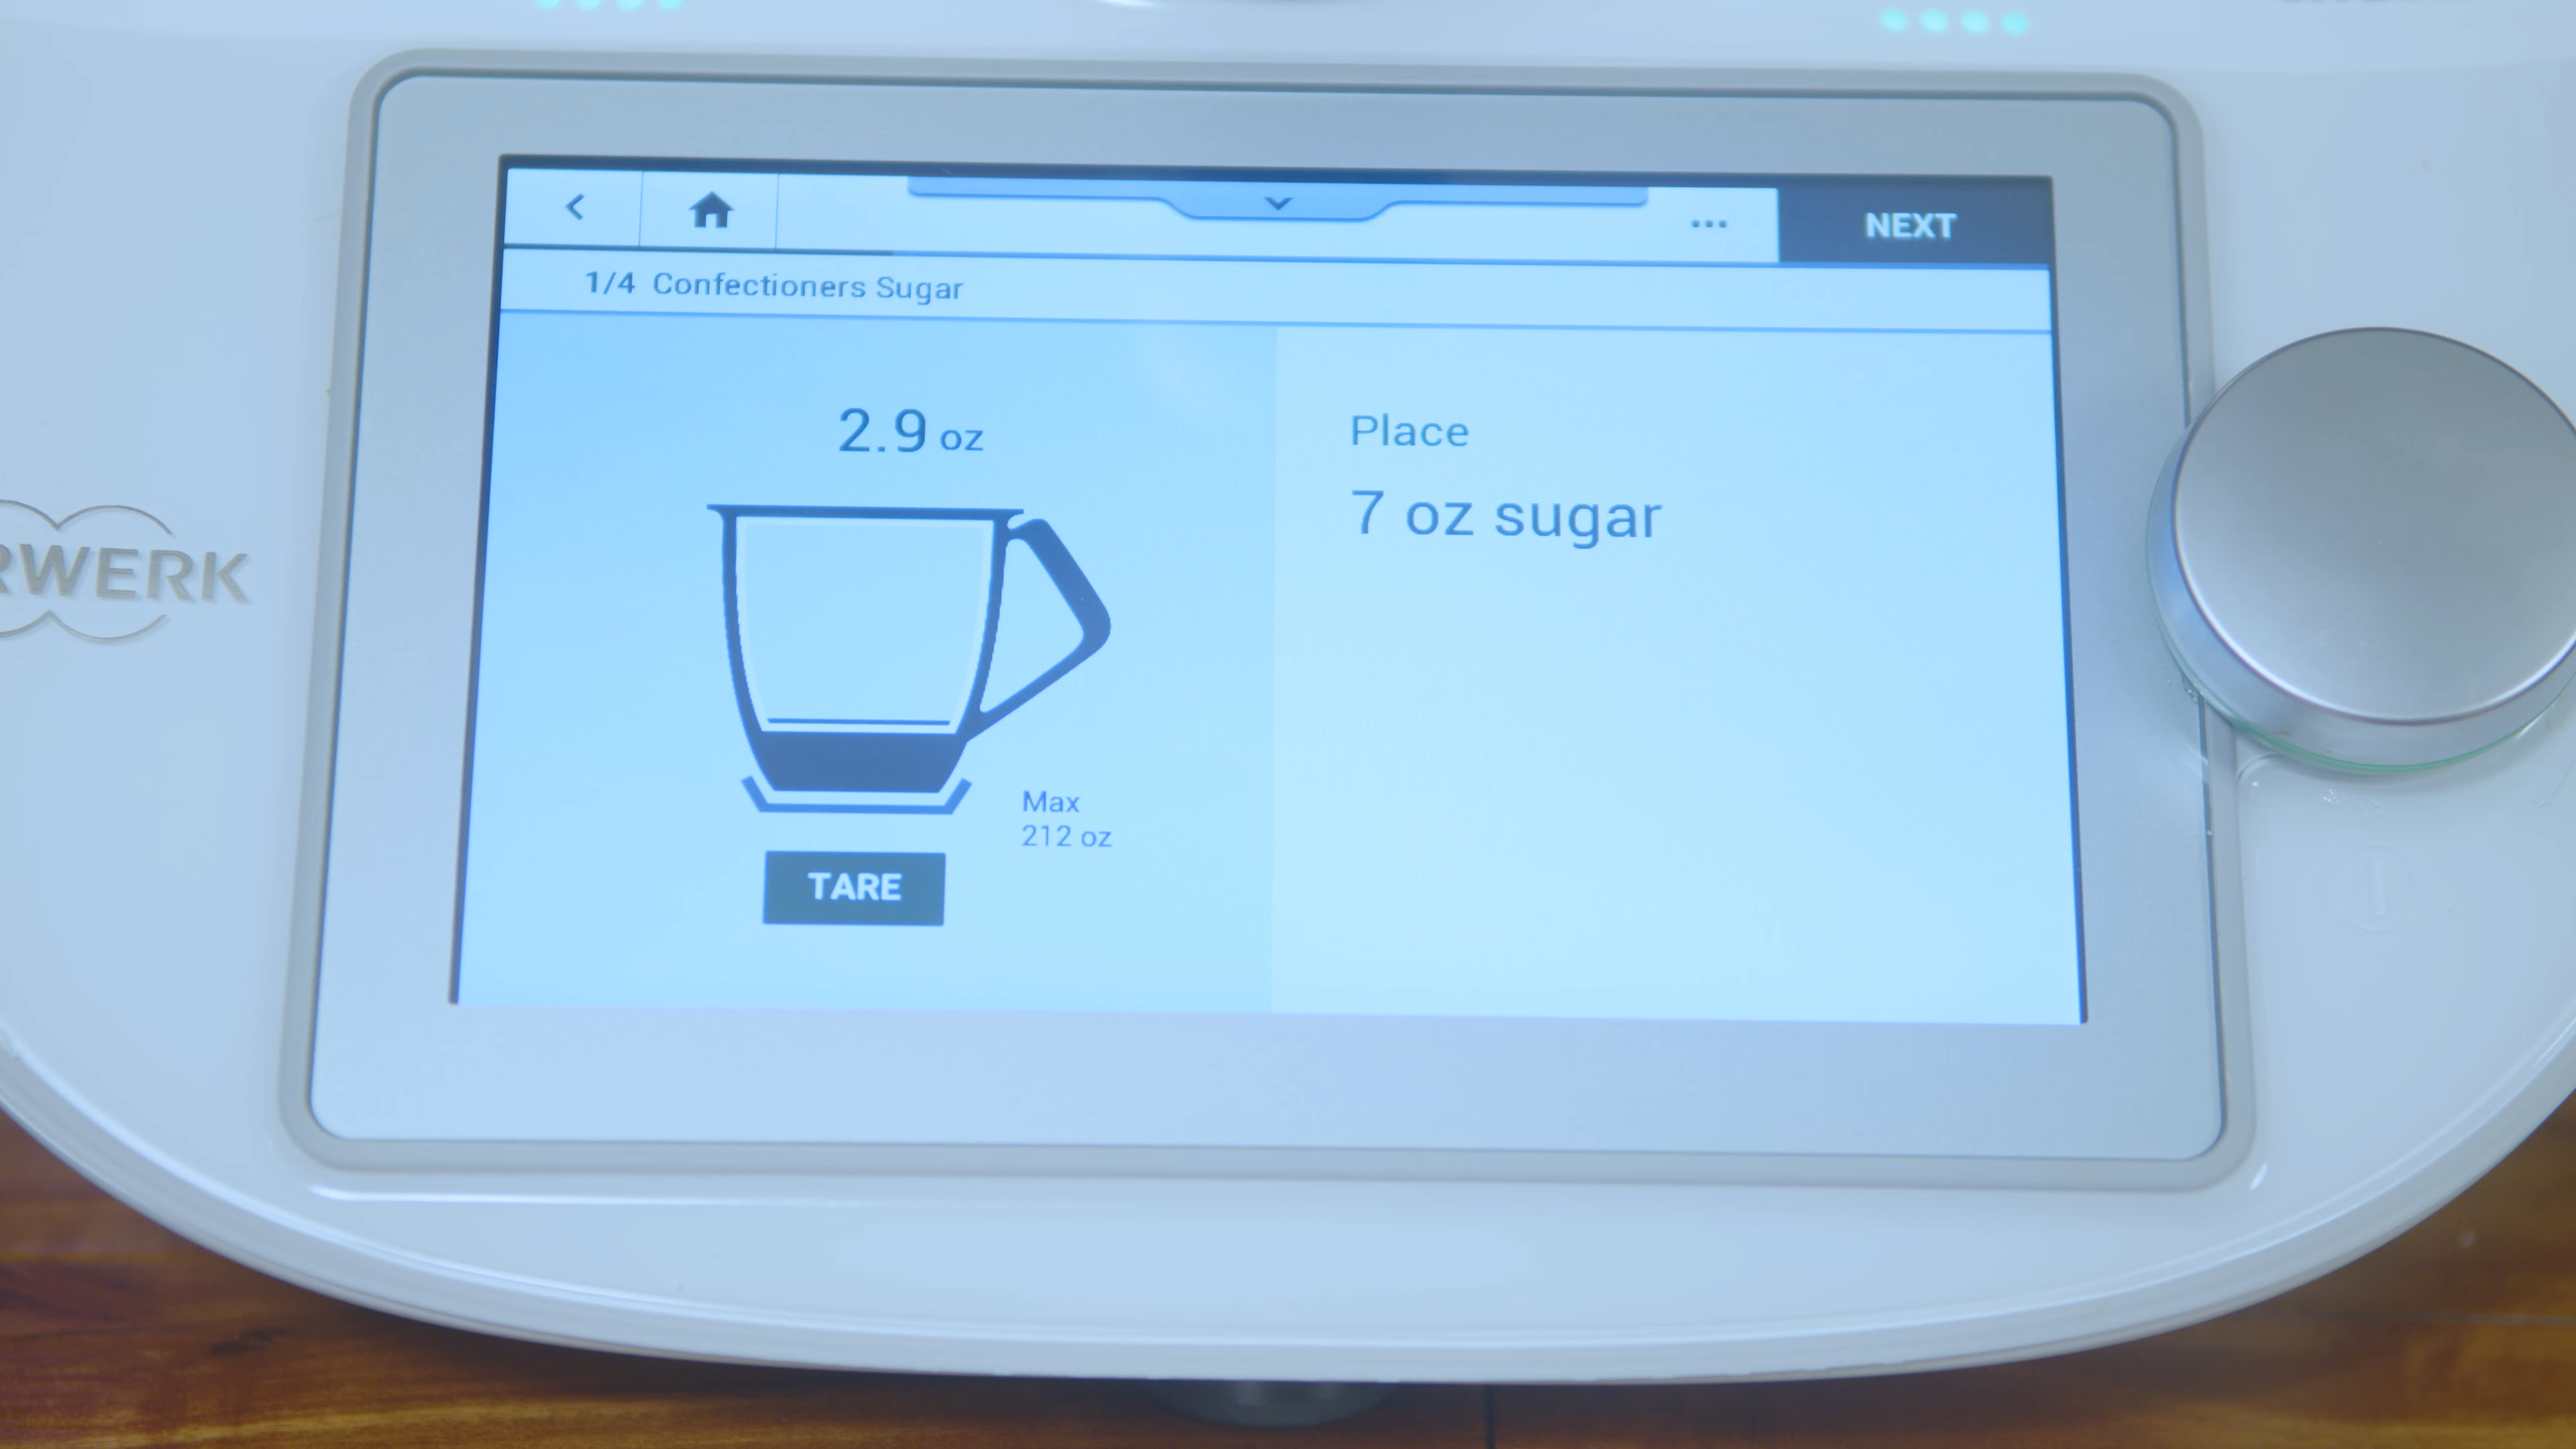 NEXT
1/4 Confectioners Sugar
2.9 oz
Place
7 oz sugar
RWERK
Max
212 oz
TARE